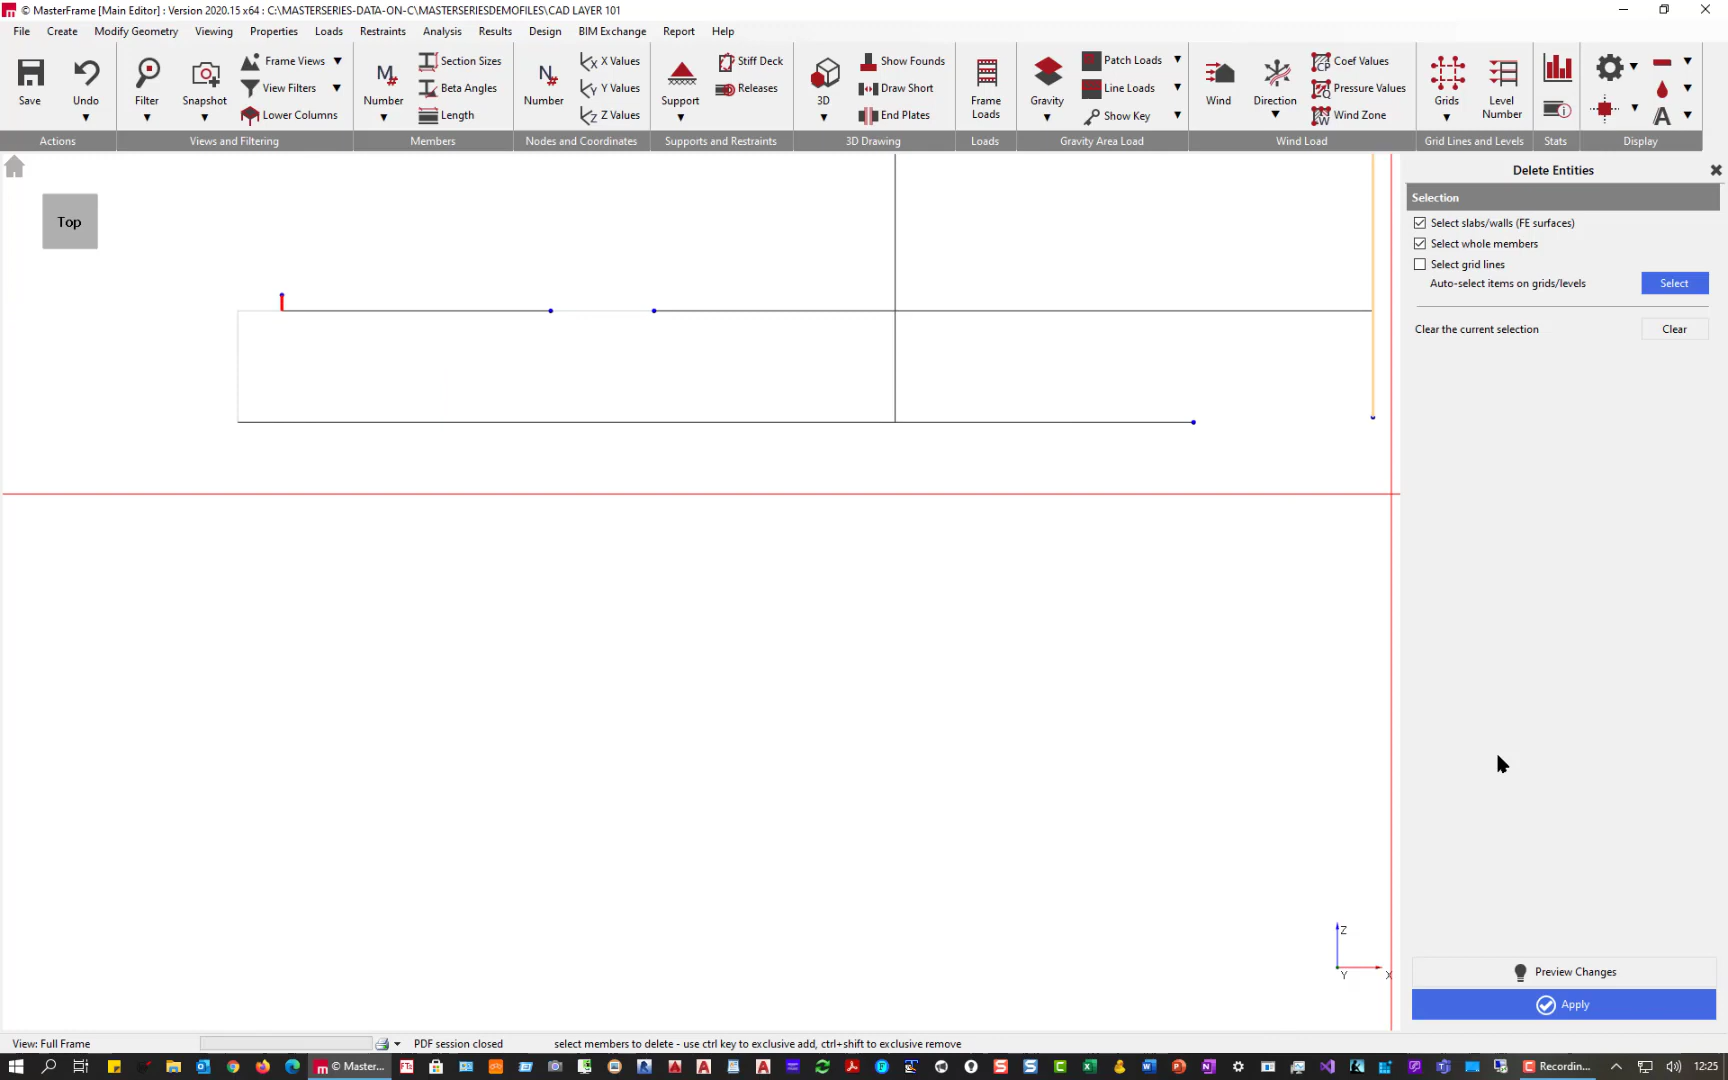 © MasterFrame [Main Editor] : Version 2020.15 x64 : C:\MASTERSERIES-DATA-ON-C\MASTERSERIESDEMOFILES\CAD LAYER 101
File Create Modify Geometry Viewing Properties Loads Restraints Analysis Results Design BIM Exchange Report Help
Frame Views Section Sizes X Values Stiff Deck Show Founds Patch Loads Coef Values
View Filters Beta Angles Y Values Releases Draw Short Line Loads Pressure Values
Save Undo Filter Snapshot Number Number Support 3D Frame Loads Gravity Wind Direction Grids Level Number
Lower Columns Length Z Values End Plates Show Key Wind Zone
Actions Views and Filtering Members Nodes and Coordinates Supports and Restraints 3D Drawing Loads Gravity Area Load Wind Load Grid Lines and Levels Stats Display
Delete Entities
Selection
Top
Select slabs/walls (FE surfaces)
Select whole members
Select grid lines
Auto-select items on grids/levels Select
Clear the current selection Clear
Z
Y X
Preview Changes
Apply
View: Full Frame PDF session closed select members to delete - use ctrl key to exclusive add, ctrl+shift to exclusive remove
© Master... Recordin... 12:25